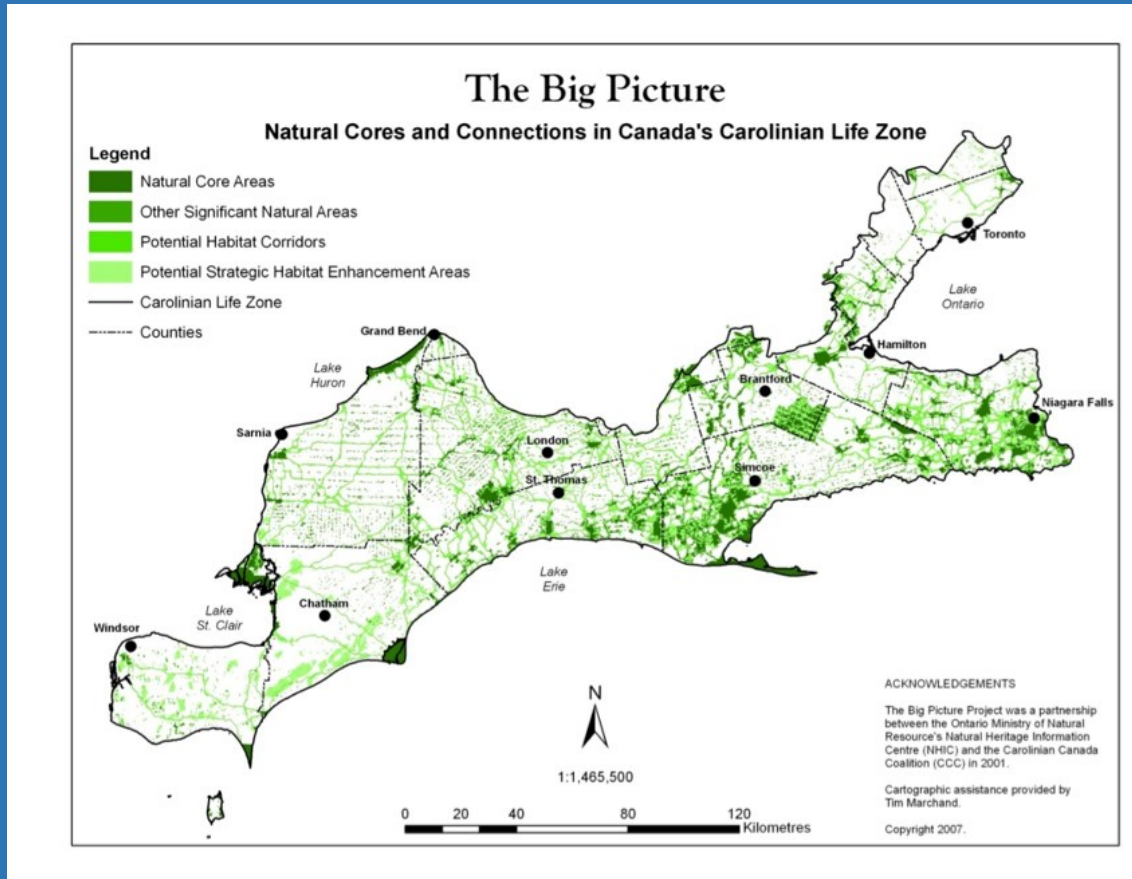 The Big Picture
Natural Cores and Connections in Canada's Carolinian Life Zone
Legend
Natural Core Areas
Other Significant Natural Areas
Potential Habitat Corridors
Potential Strategic Habitat Enhancement Areas
Carolinian Life Zone
Counties
Toronto
Lake
Ontario
Grand Bend
Hamilton
Lake
Huron
Brantford
Niagara Falls
Sarnia
London
Simcoe
St. Thomas
Lake
Erie
Chatham
Lake
St. Clair
Windsor
N
1:1,465,500
0 20 40 80 120
Kilometres
ACKNOWLEDGEMENTS
The Big Picture Project was a partnership
between the Ontario Ministry of Natural
Resource's Natural Heritage Information
Centre (NHIC) and the Carolinian Canada
Coalition (CCC) in 2001.
Cartographic assistance provided by
Tim Marchand.
Copyright 2007.